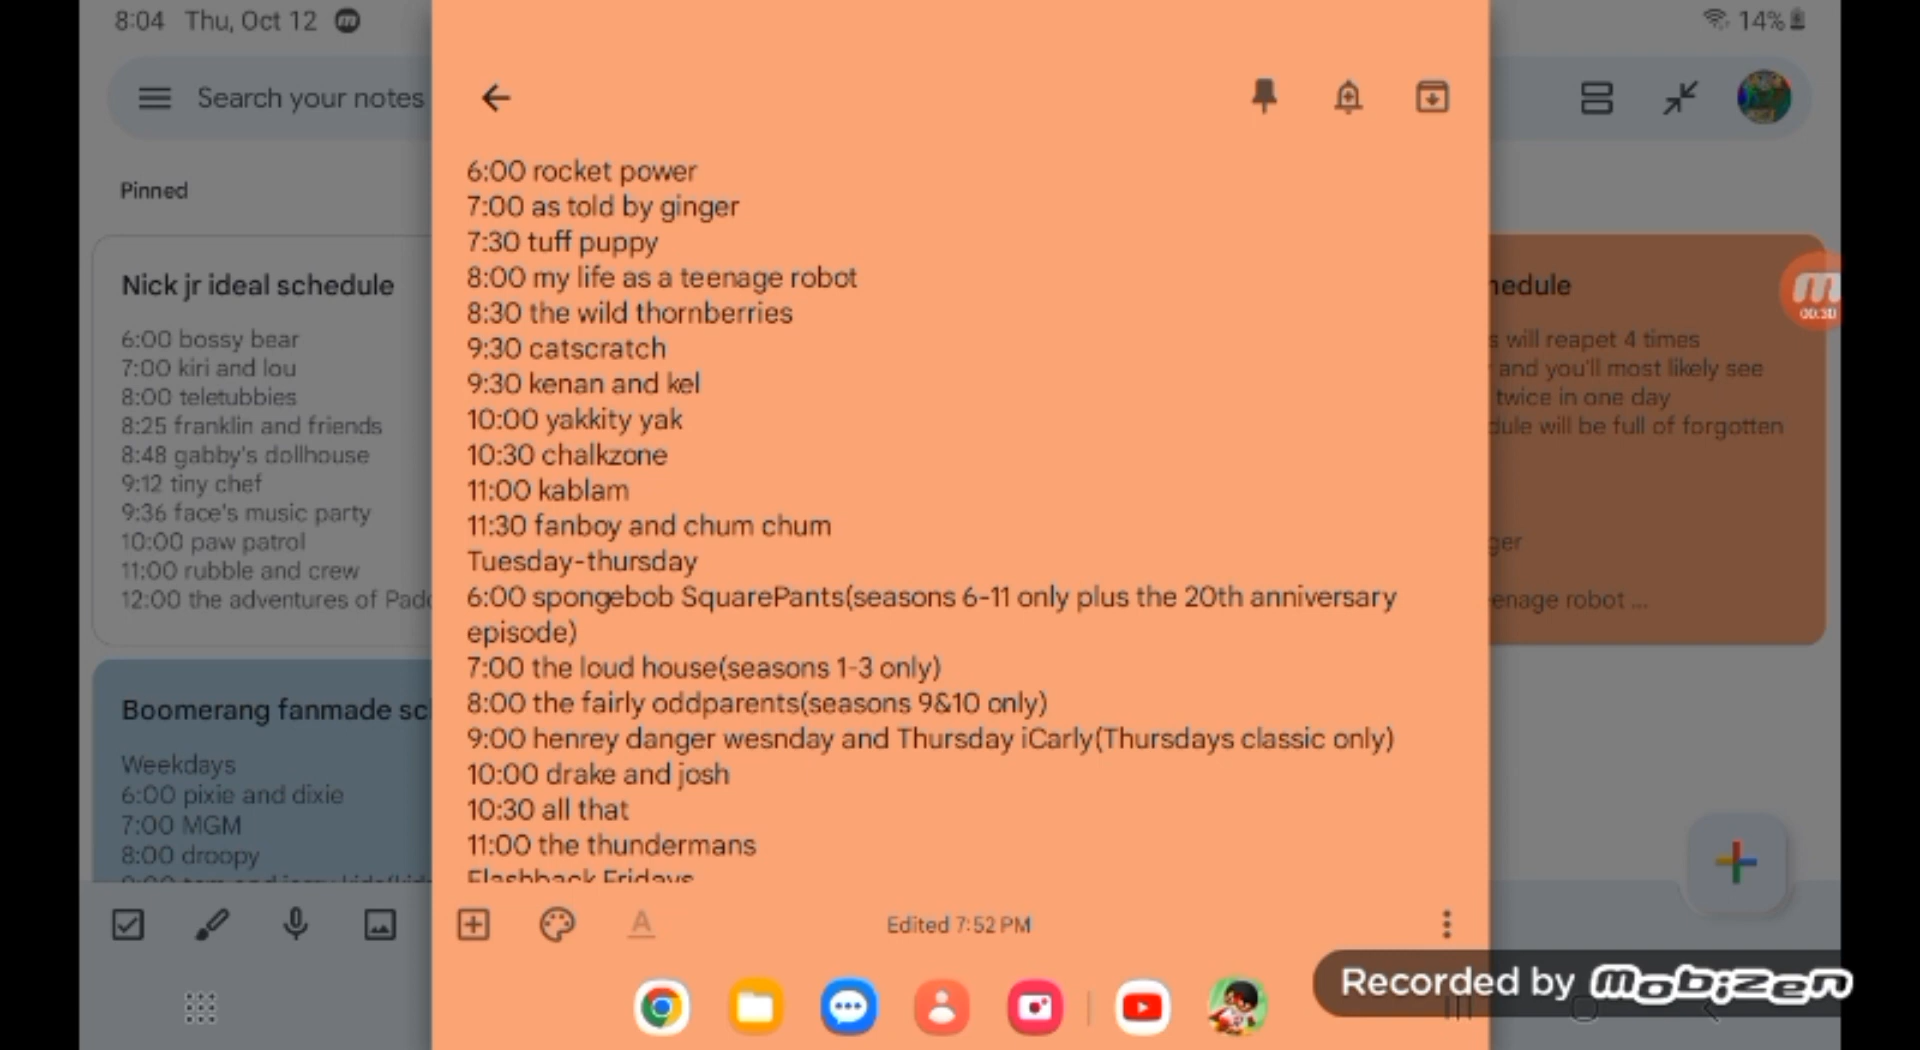 8:04 Thu, Oct 12
14%
Search your notes
Pinned
Nick jr ideal schedule
6:00 bossy bear
7:00 kiri and lou
8:00 teletubbies
8:25 franklin and friends
8:48 gabby's dollhouse
9:12 tiny chef
9:36 face's music party
10:00 paw patrol
11:00 rubble and crew
12:00 the adventures of
Boomerang fanmade
Weekdays
6:00 pixie and dixie
7:00 MGM
8:00 droopy
6:00 rocket power
7:00 as told by ginger
7:30 tuff puppy
8:00 my life as a teenage robot
8:30 the wild thornberries
9:30 catscratch
9:30 kenan and kel
10:00 yakkity yak
10:30 chalkzone
11:00 kablam
11:30 fanboy and chum chum
Tuesday-thursday
6:00 spongebob SquarePants(seasons 6-11 only plus the 20th anniversary
episode)
7:00 the loud house(seasons 1-3 only)
8:00 the fairly oddparents(seasons 9&10 only)
9:00 henrey danger wesnday and Thursday iCarly(Thursdays classic only)
10:00 drake and josh
10:30 all that
11:00 the thundermans
Flashback Fridays
Edited 7:52 PM
will reapet 4 times
and you'll most likely see
twice in one day
will be full of forgotten
robot ...
00:30
Recorded by mobizen